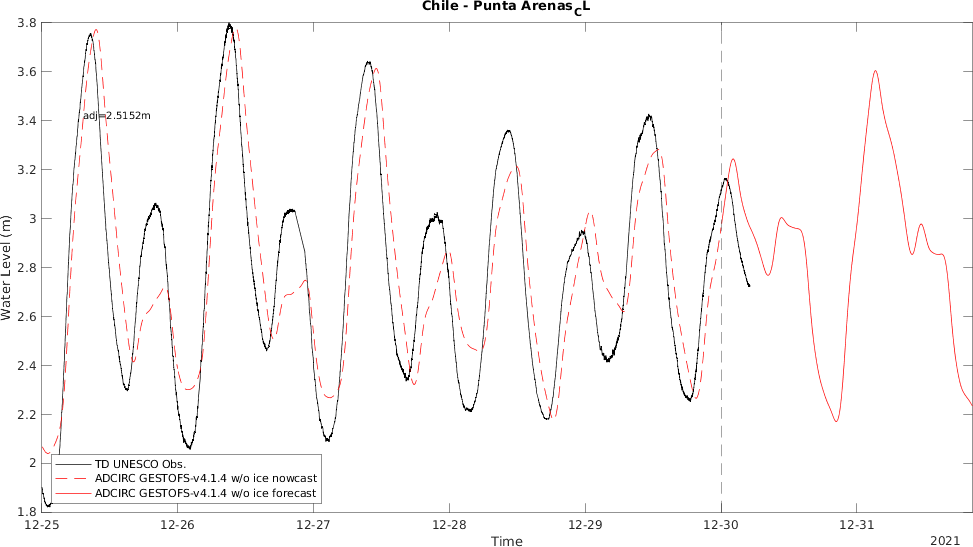 Chile - Punta Arenas_CL
3.8
3.6
3.4
3.2
3
2.8
2.6
2.4
2.2
2
1.8
Water Level (m)
adj=2.5152m
TD UNESCO Obs.
ADCIRC GESTOFS-v4.1.4 w/o ice nowcast
ADCIRC GESTOFS-v4.1.4 w/o ice forecast
12-25 12-26 12-27 12-28 12-29 12-30 12-31
Time
2021